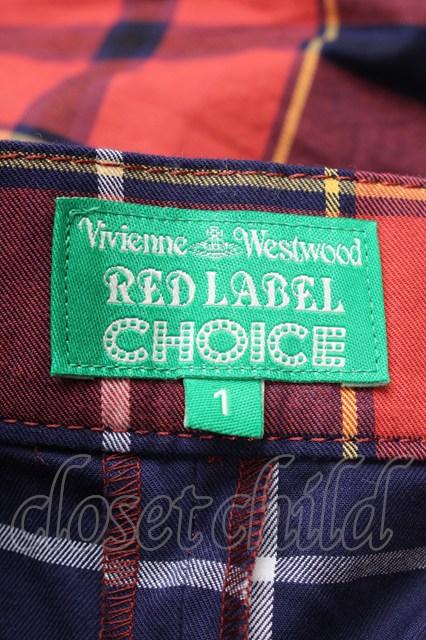 Vivienne Westwood
RED LABEL
CHOICE
1
closet child